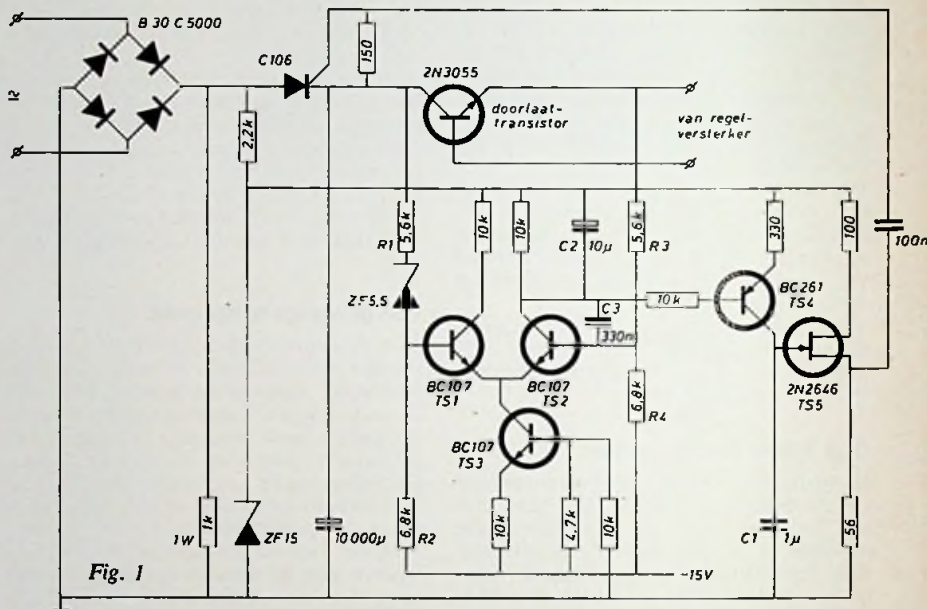 B 30 C 5000
12
C106
150
2N3055
doorlaat-
transistor
van regel-
versterker
2,2k
R1
5,6k
10k
10k
C2
10µ
5,6k
R3
330
100
100n
ZF5,5
C3
330n
10k
BC261
TS4
BC107
TS1
BC107
TS2
2N2646
TS5
6,8k
R4
BC107
TS3
1W
1k
ZF15
10 000µ
6,8k
R2
10k
4,7k
10k
C1
1µ
56
-15V
Fig. 1